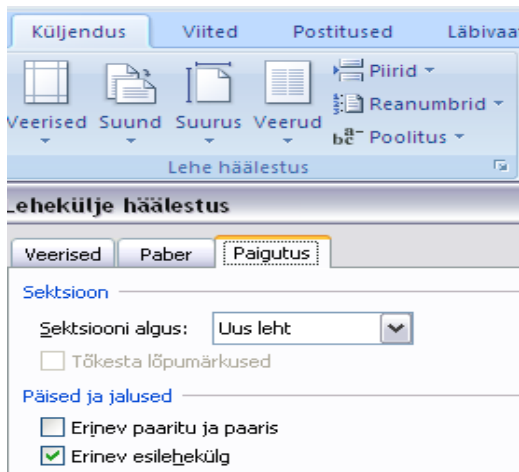 Küljendus Viited Postitused Läbivaa
Veerised Suund Suurus Veerud
Piirid
Reanumbrid
Poolitus
Lehe häälestus
Lehekülje häälestus
Veerised Paber Paigutus
Sektsioon
Sektsiooni algus: Uus leht
Tõkesta lõpumärkused
Päised ja jalused
Erinev paaritu ja paaris
Erinev esilehekülg